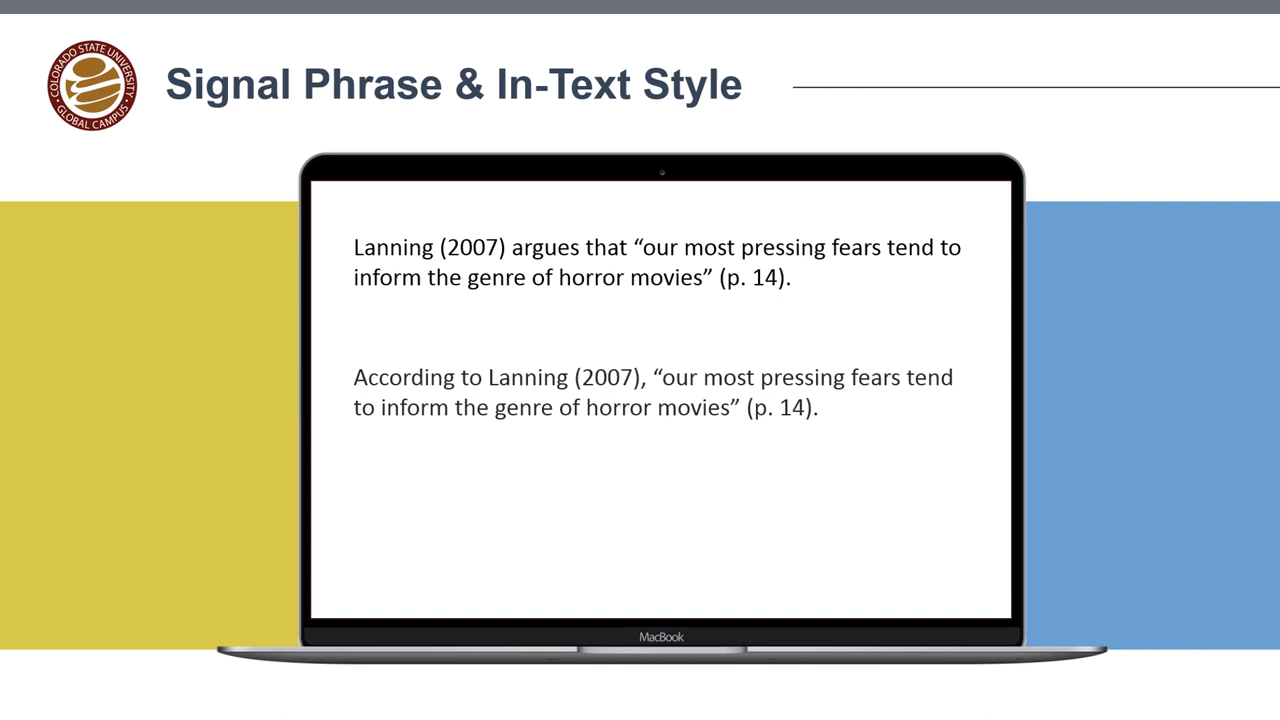 COLORADO STATE UNIVERSITY
• GLOBAL CAMPUS •
Signal Phrase & In-Text Style
Lanning (2007) argues that “our most pressing fears tend to
inform the genre of horror movies” (p. 14).
According to Lanning (2007), “our most pressing fears tend
to inform the genre of horror movies” (p. 14).
MacBook